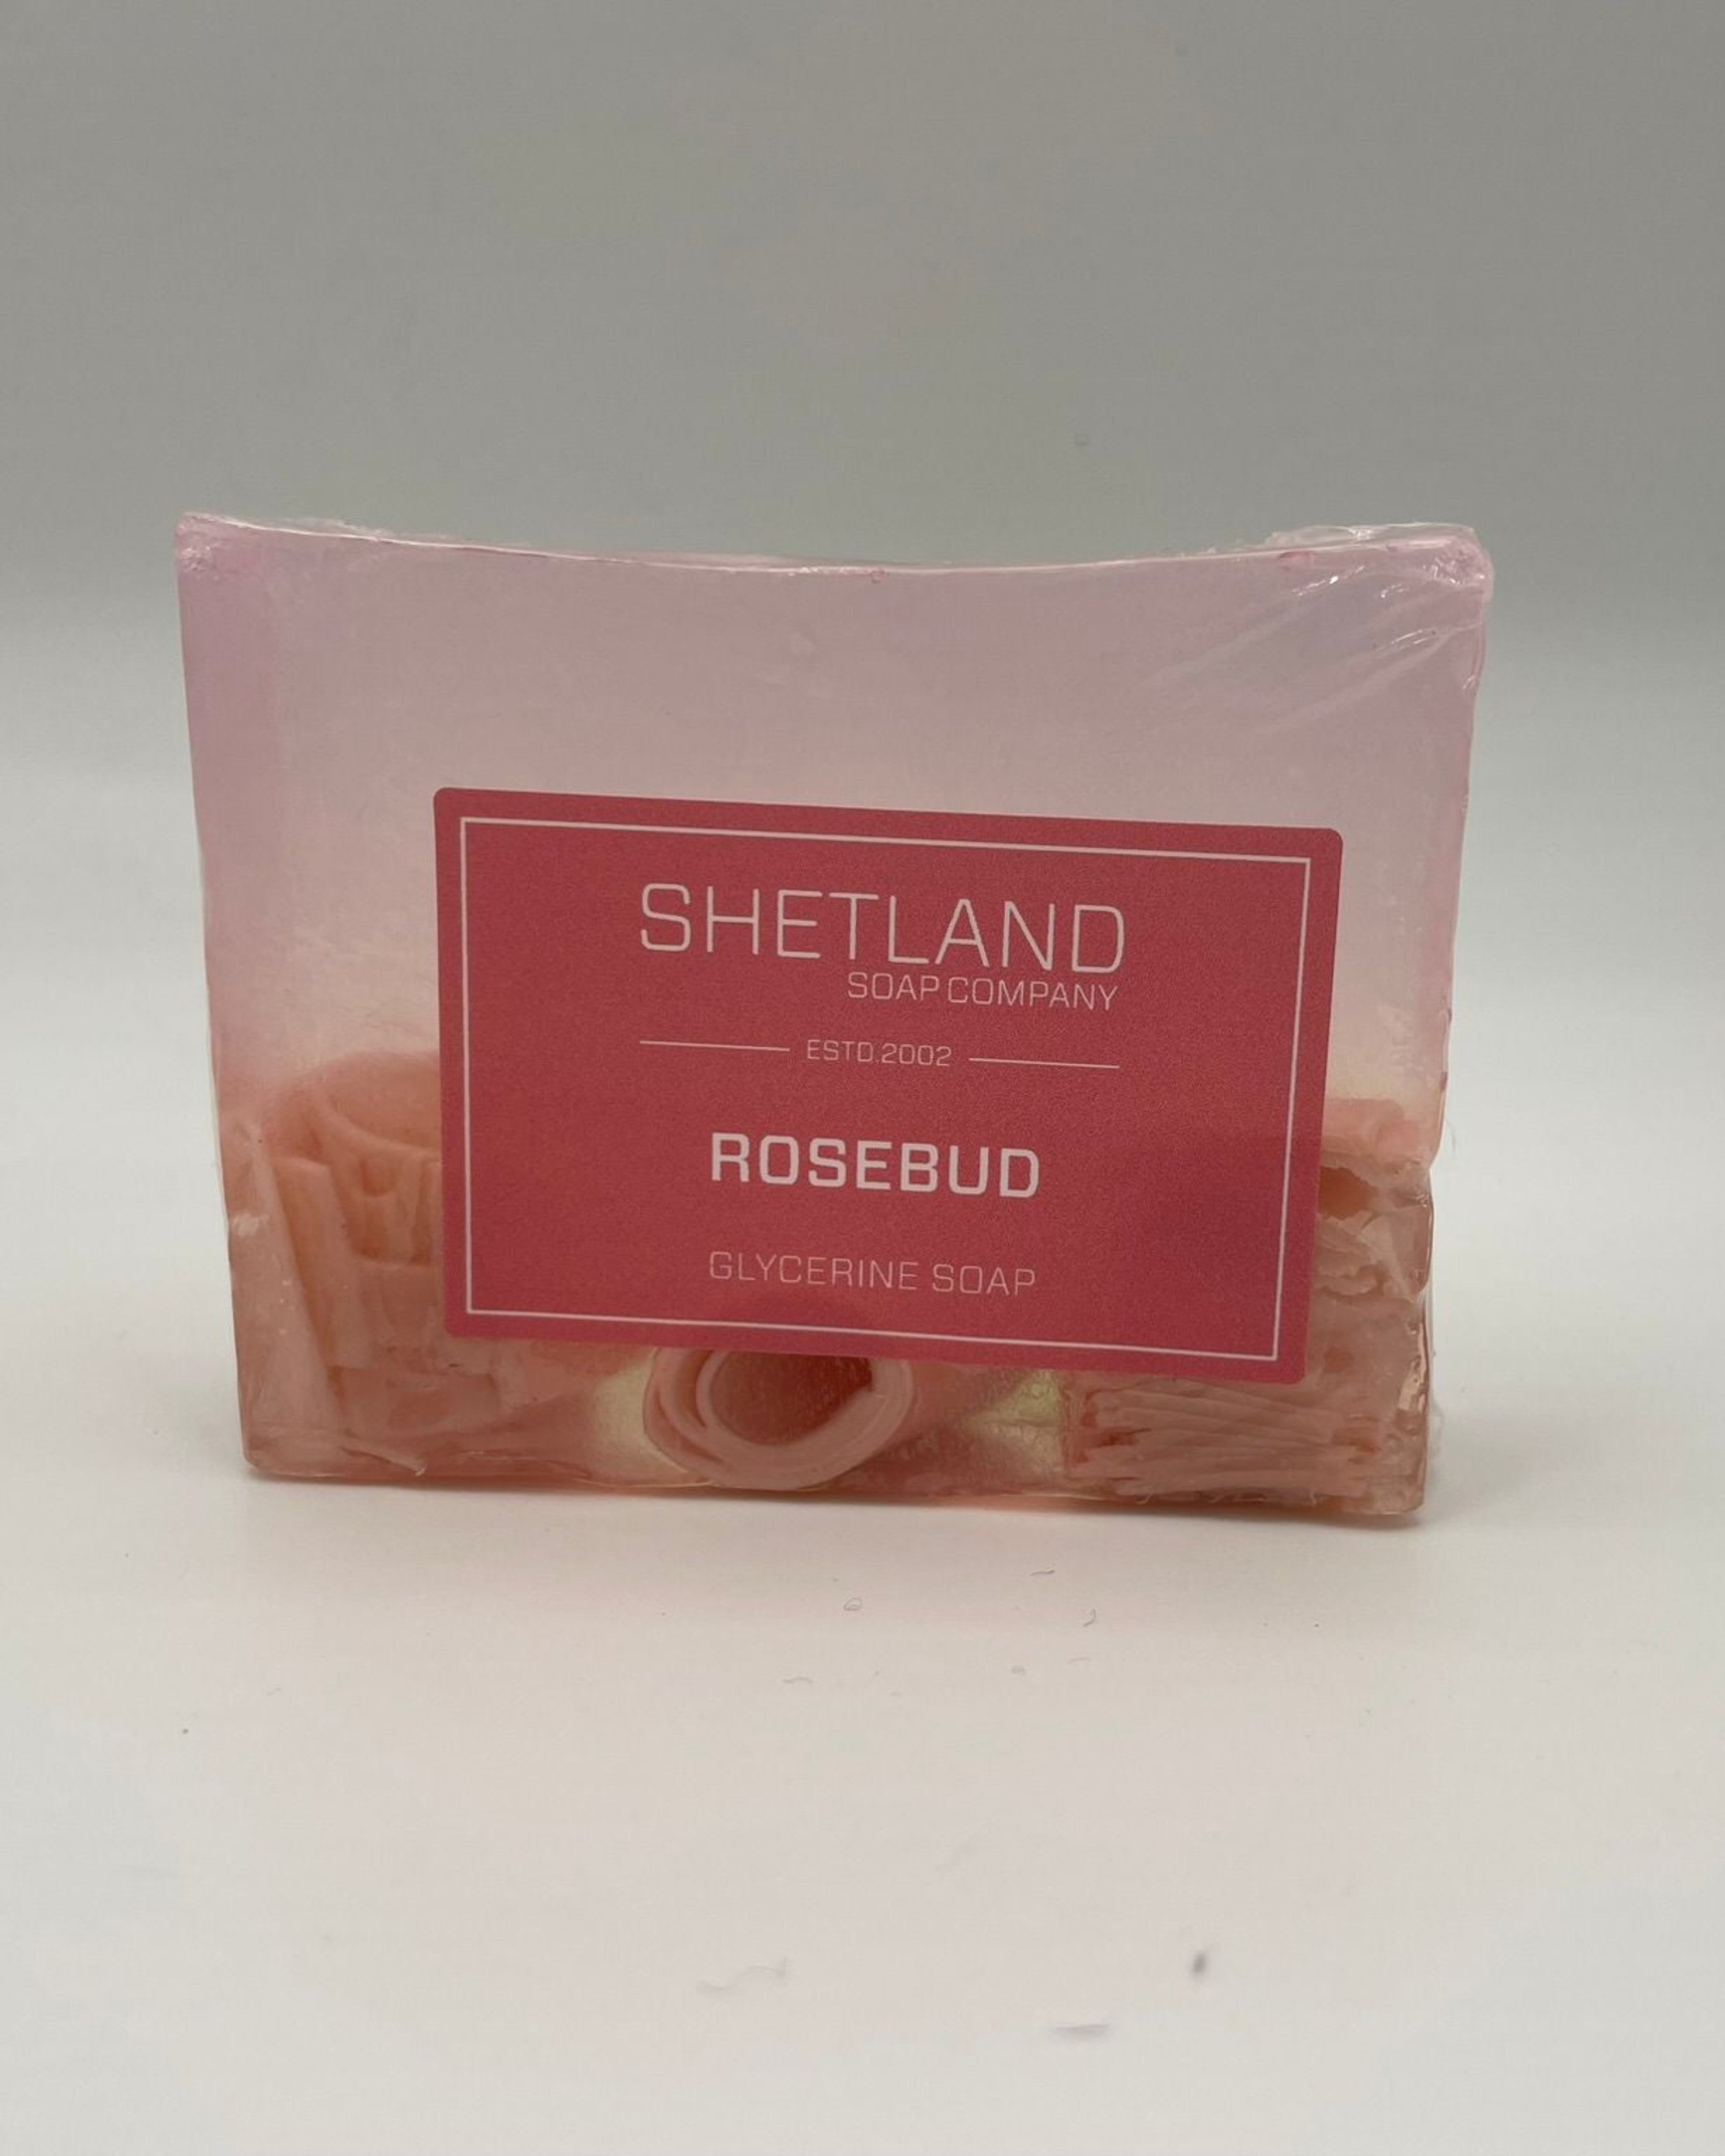 SHETLAND
SOAP COMPANY
ESTD.2002
ROSEBUD
GLYCERINE SOAP